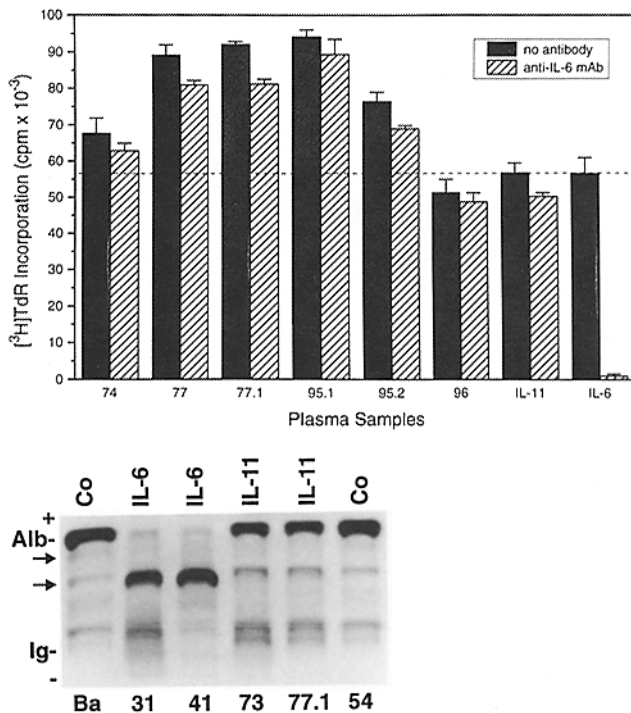 100
90
80
70
60
50
40
30
20
10
0
[³H]TdR Incorporation (cpm x 10⁻³)
no antibody
anti-IL-6 mAb
74 77 77.1 95.1 95.2 96 IL-11 IL-6
Plasma Samples
Co IL-6 IL-6 IL-11 IL-11 Co
+
Alb-
→
→
Ig-
-
Ba 31 41 73 77.1 54